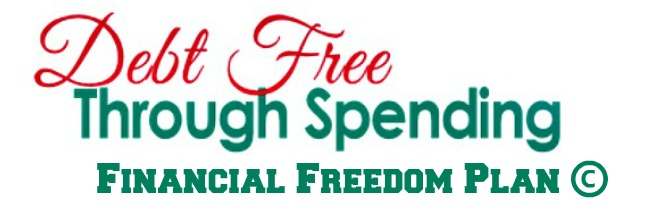 Debt Free
Through Spending
Financial Freedom Plan ©